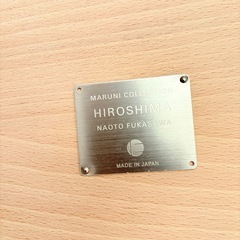 MARUNI COLLECTION
HIROSHIMA
NAOTO FUKASAWA
MADE IN JAPAN